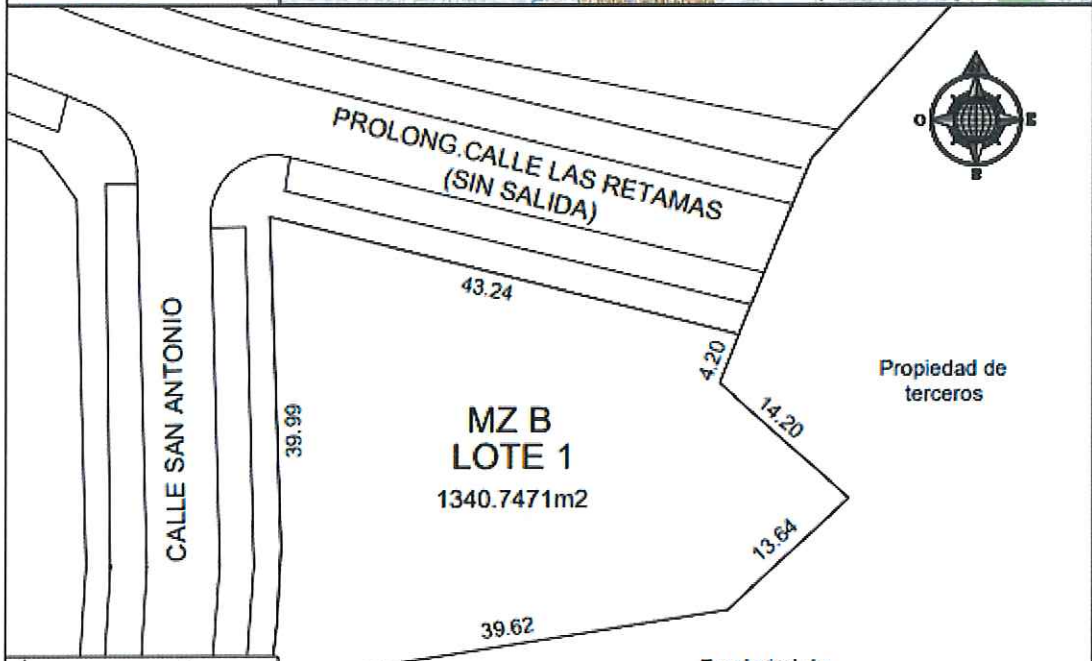 PROLONG.CALLE LAS RETAMAS
(SIN SALIDA)
O
E
S
43.24
CALLE SAN ANTONIO
39.99
4.20
14.20
Propiedad de
terceros
MZ B
LOTE 1
1340.7471m2
13.64
39.62